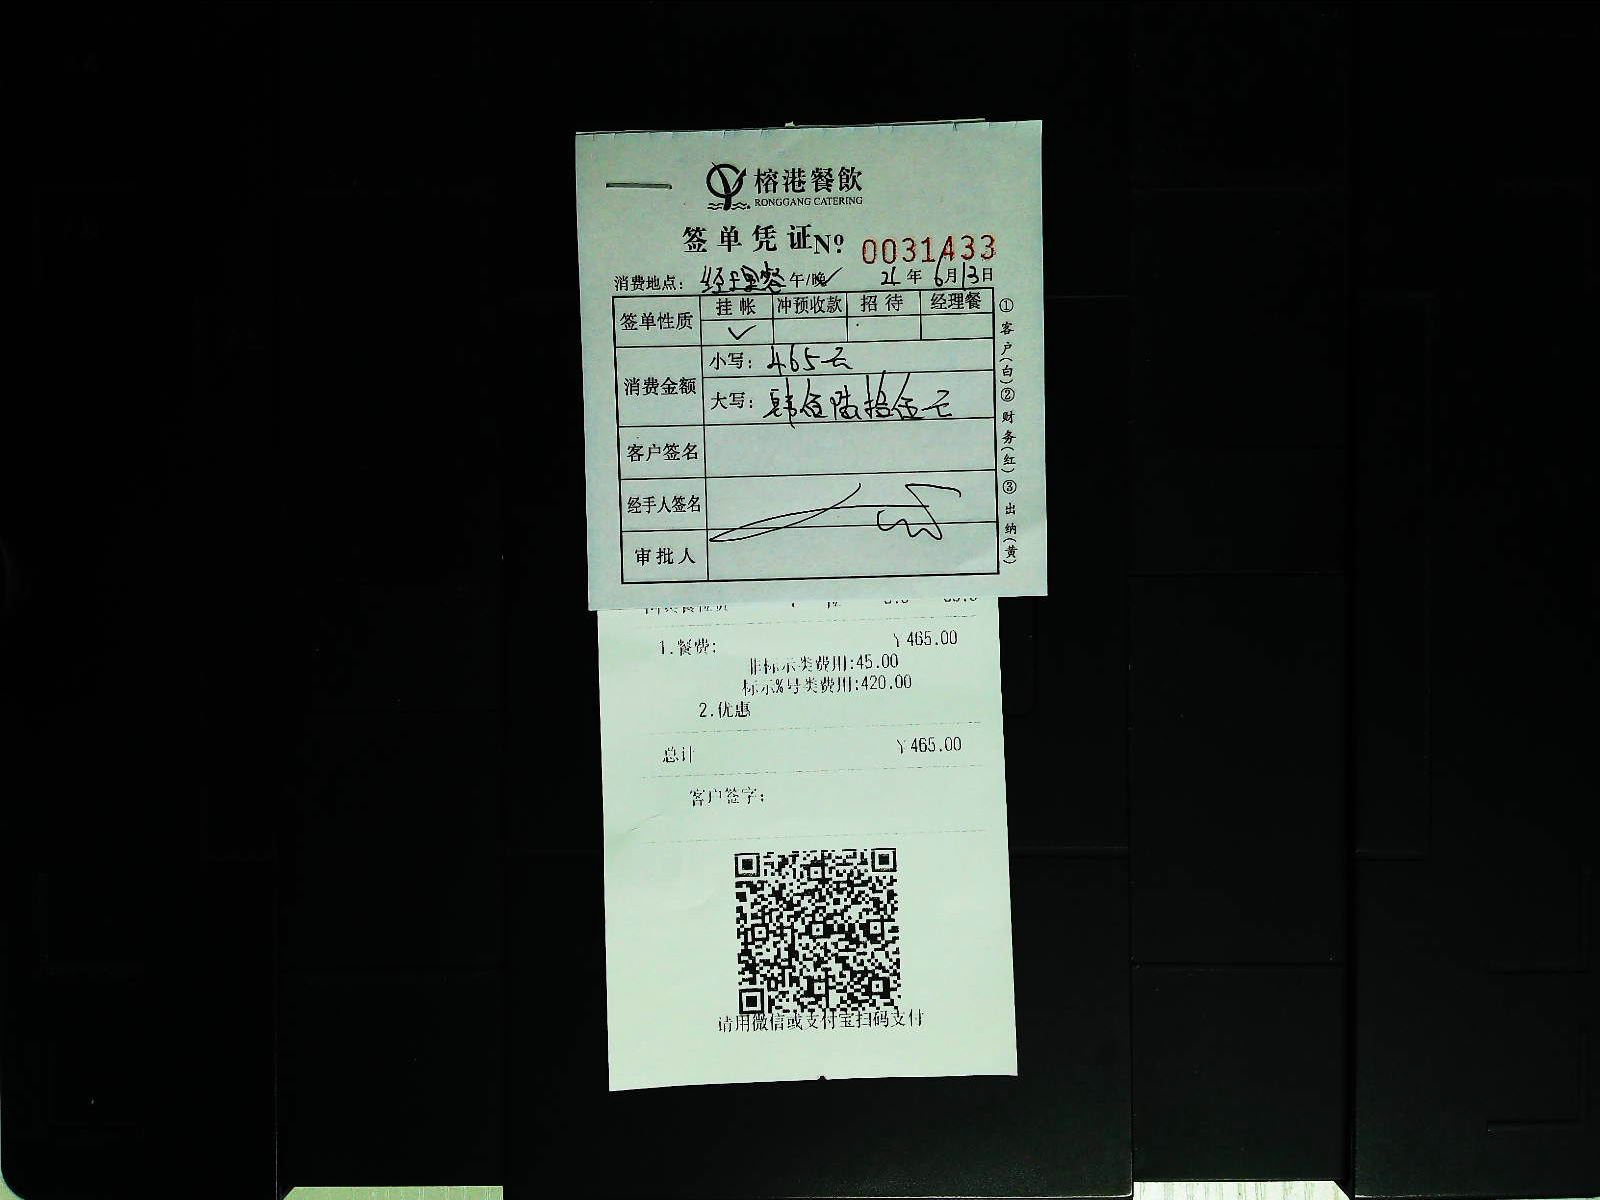 榕港餐飲
RONGGANG CATERING
签单凭证 Nº 0031433
消费地点：经理餐 午/晚✓ 21年6月13日
签单性质 挂帐 冲预收款 招待 经理餐
✓
消费金额 小写：465元
大写：肆佰陆拾伍元
客户签名
经手人签名
审批人
①客户(白)②财务(红)③出纳(黄)
1.餐费: ￥465.00
非标示类费用:45.00
标示%号类费用:420.00
2.优惠
总计 ￥465.00
客户签字:
请用微信或支付宝扫码支付